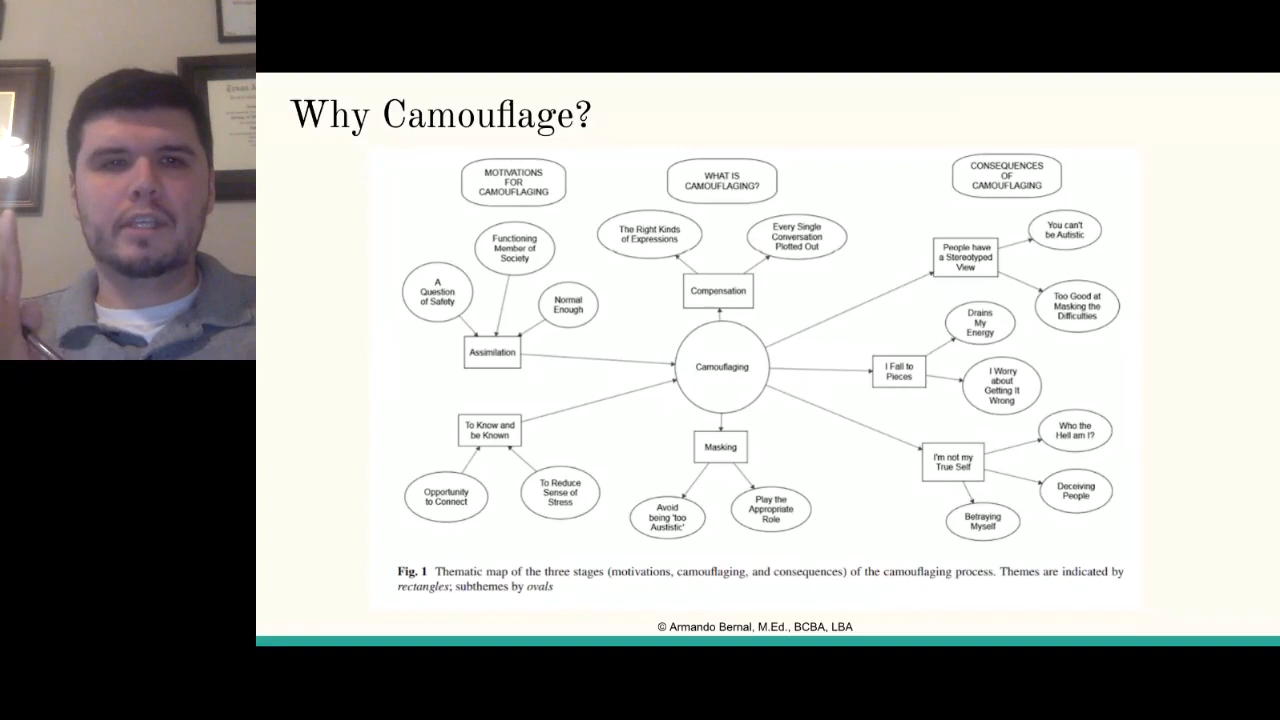 Why Camouflage?
MOTIVATIONS
FOR
CAMOUFLAGING
WHAT IS
CAMOUFLAGING?
CONSEQUENCES
OF
CAMOUFLAGING
Functioning
Member of
Society
A
Question
of Safety
Normal
Enough
Assimilation
To Know and
be Known
Opportunity
to Connect
To Reduce
Sense of
Stress
The Right Kinds
of Expressions
Every Single
Conversation
Plotted Out
Compensation
Camouflaging
Masking
Avoid
being 'too
Austistic'
Play the
Appropriate
Role
People have
a Stereotyped
View
You can't
be Autistic
Too Good at
Masking the
Difficulties
I Fall to
Pieces
Drains
My
Energy
I Worry
about
Getting It
Wrong
I'm not my
True Self
Who the
Hell am I?
Deceiving
People
Betraying
Myself
Fig. 1 Thematic map of the three stages (motivations, camouflaging, and consequences) of the camouflaging process. Themes are indicated by
rectangles; subthemes by ovals
© Armando Bernal, M.Ed., BCBA, LBA